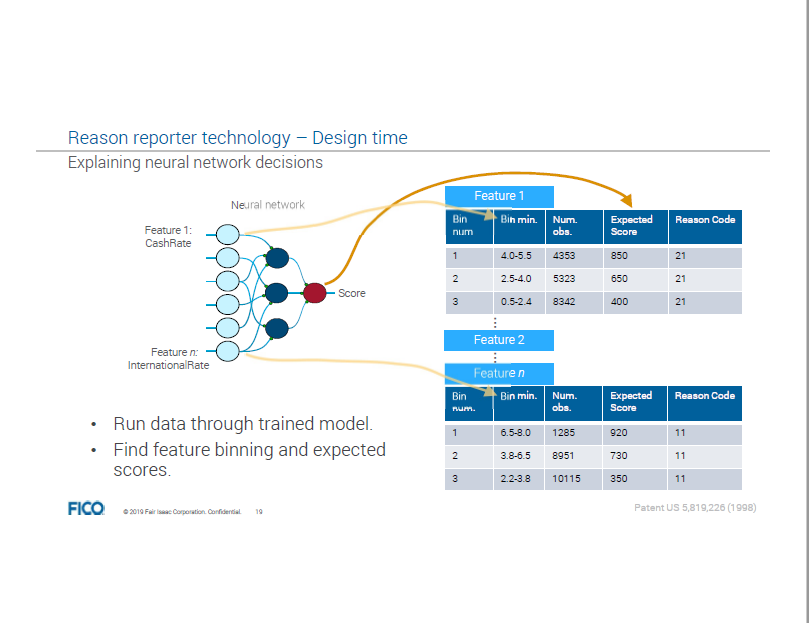 Reason reporter technology – Design time
Explaining neural network decisions
Neural network
Feature 1:
CashRate
Score
Feature n:
InternationalRate
Feature 1
Bin num Bin min. Num. obs. Expected Score Reason Code
1 4.0-5.5 4353 850 21
2 2.5-4.0 5323 650 21
3 0.5-2.4 8342 400 21
Feature 2
Feature n
Bin num. Bin min. Num. obs. Expected Score Reason Code
1 6.5-8.0 1285 920 11
2 3.8-6.5 8951 730 11
3 2.2-3.8 10115 350 11
• Run data through trained model.
• Find feature binning and expected
scores.
FICO
© 2019 Fair Isaac Corporation. Confidential. 19
Patent US 5,819,226 (1998)